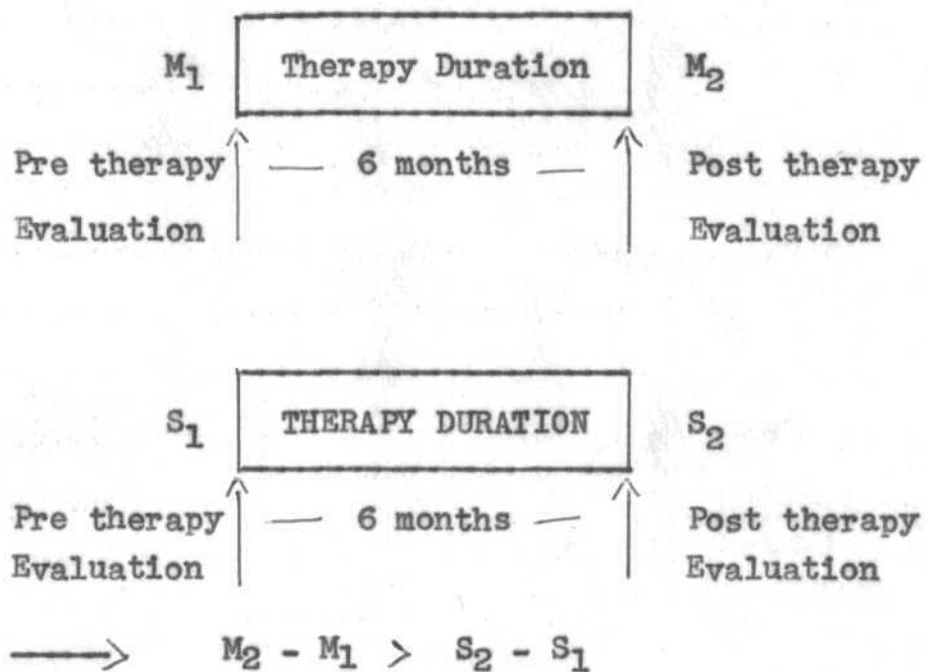 M₁ Therapy Duration M₂
Pre therapy — 6 months — Post therapy
Evaluation Evaluation
S₁ THERAPY DURATION S₂
Pre therapy — 6 months — Post therapy
Evaluation Evaluation
⟶ M₂ - M₁ > S₂ - S₁